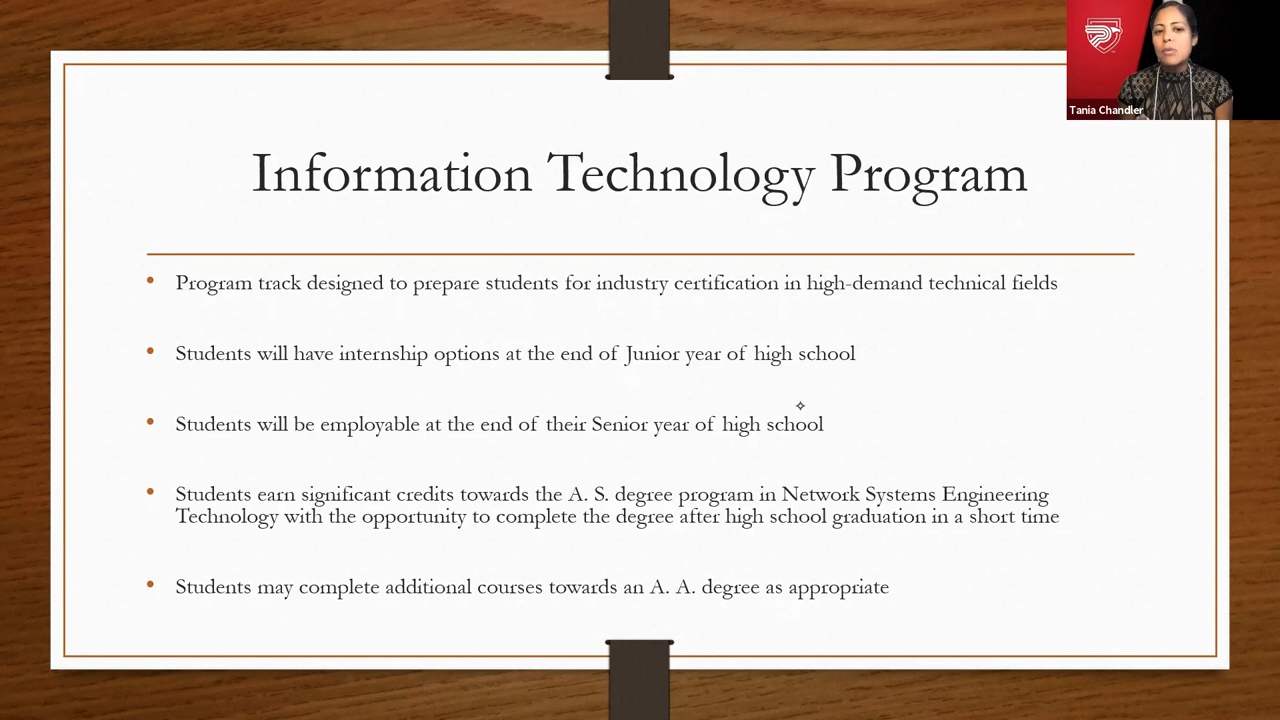 Tania Chandler
Information Technology Program
• Program track designed to prepare students for industry certification in high-demand technical fields
• Students will have internship options at the end of Junior year of high school
• Students will be employable at the end of their Senior year of high school
• Students earn significant credits towards the A. S. degree program in Network Systems Engineering
Technology with the opportunity to complete the degree after high school graduation in a short time
• Students may complete additional courses towards an A. A. degree as appropriate